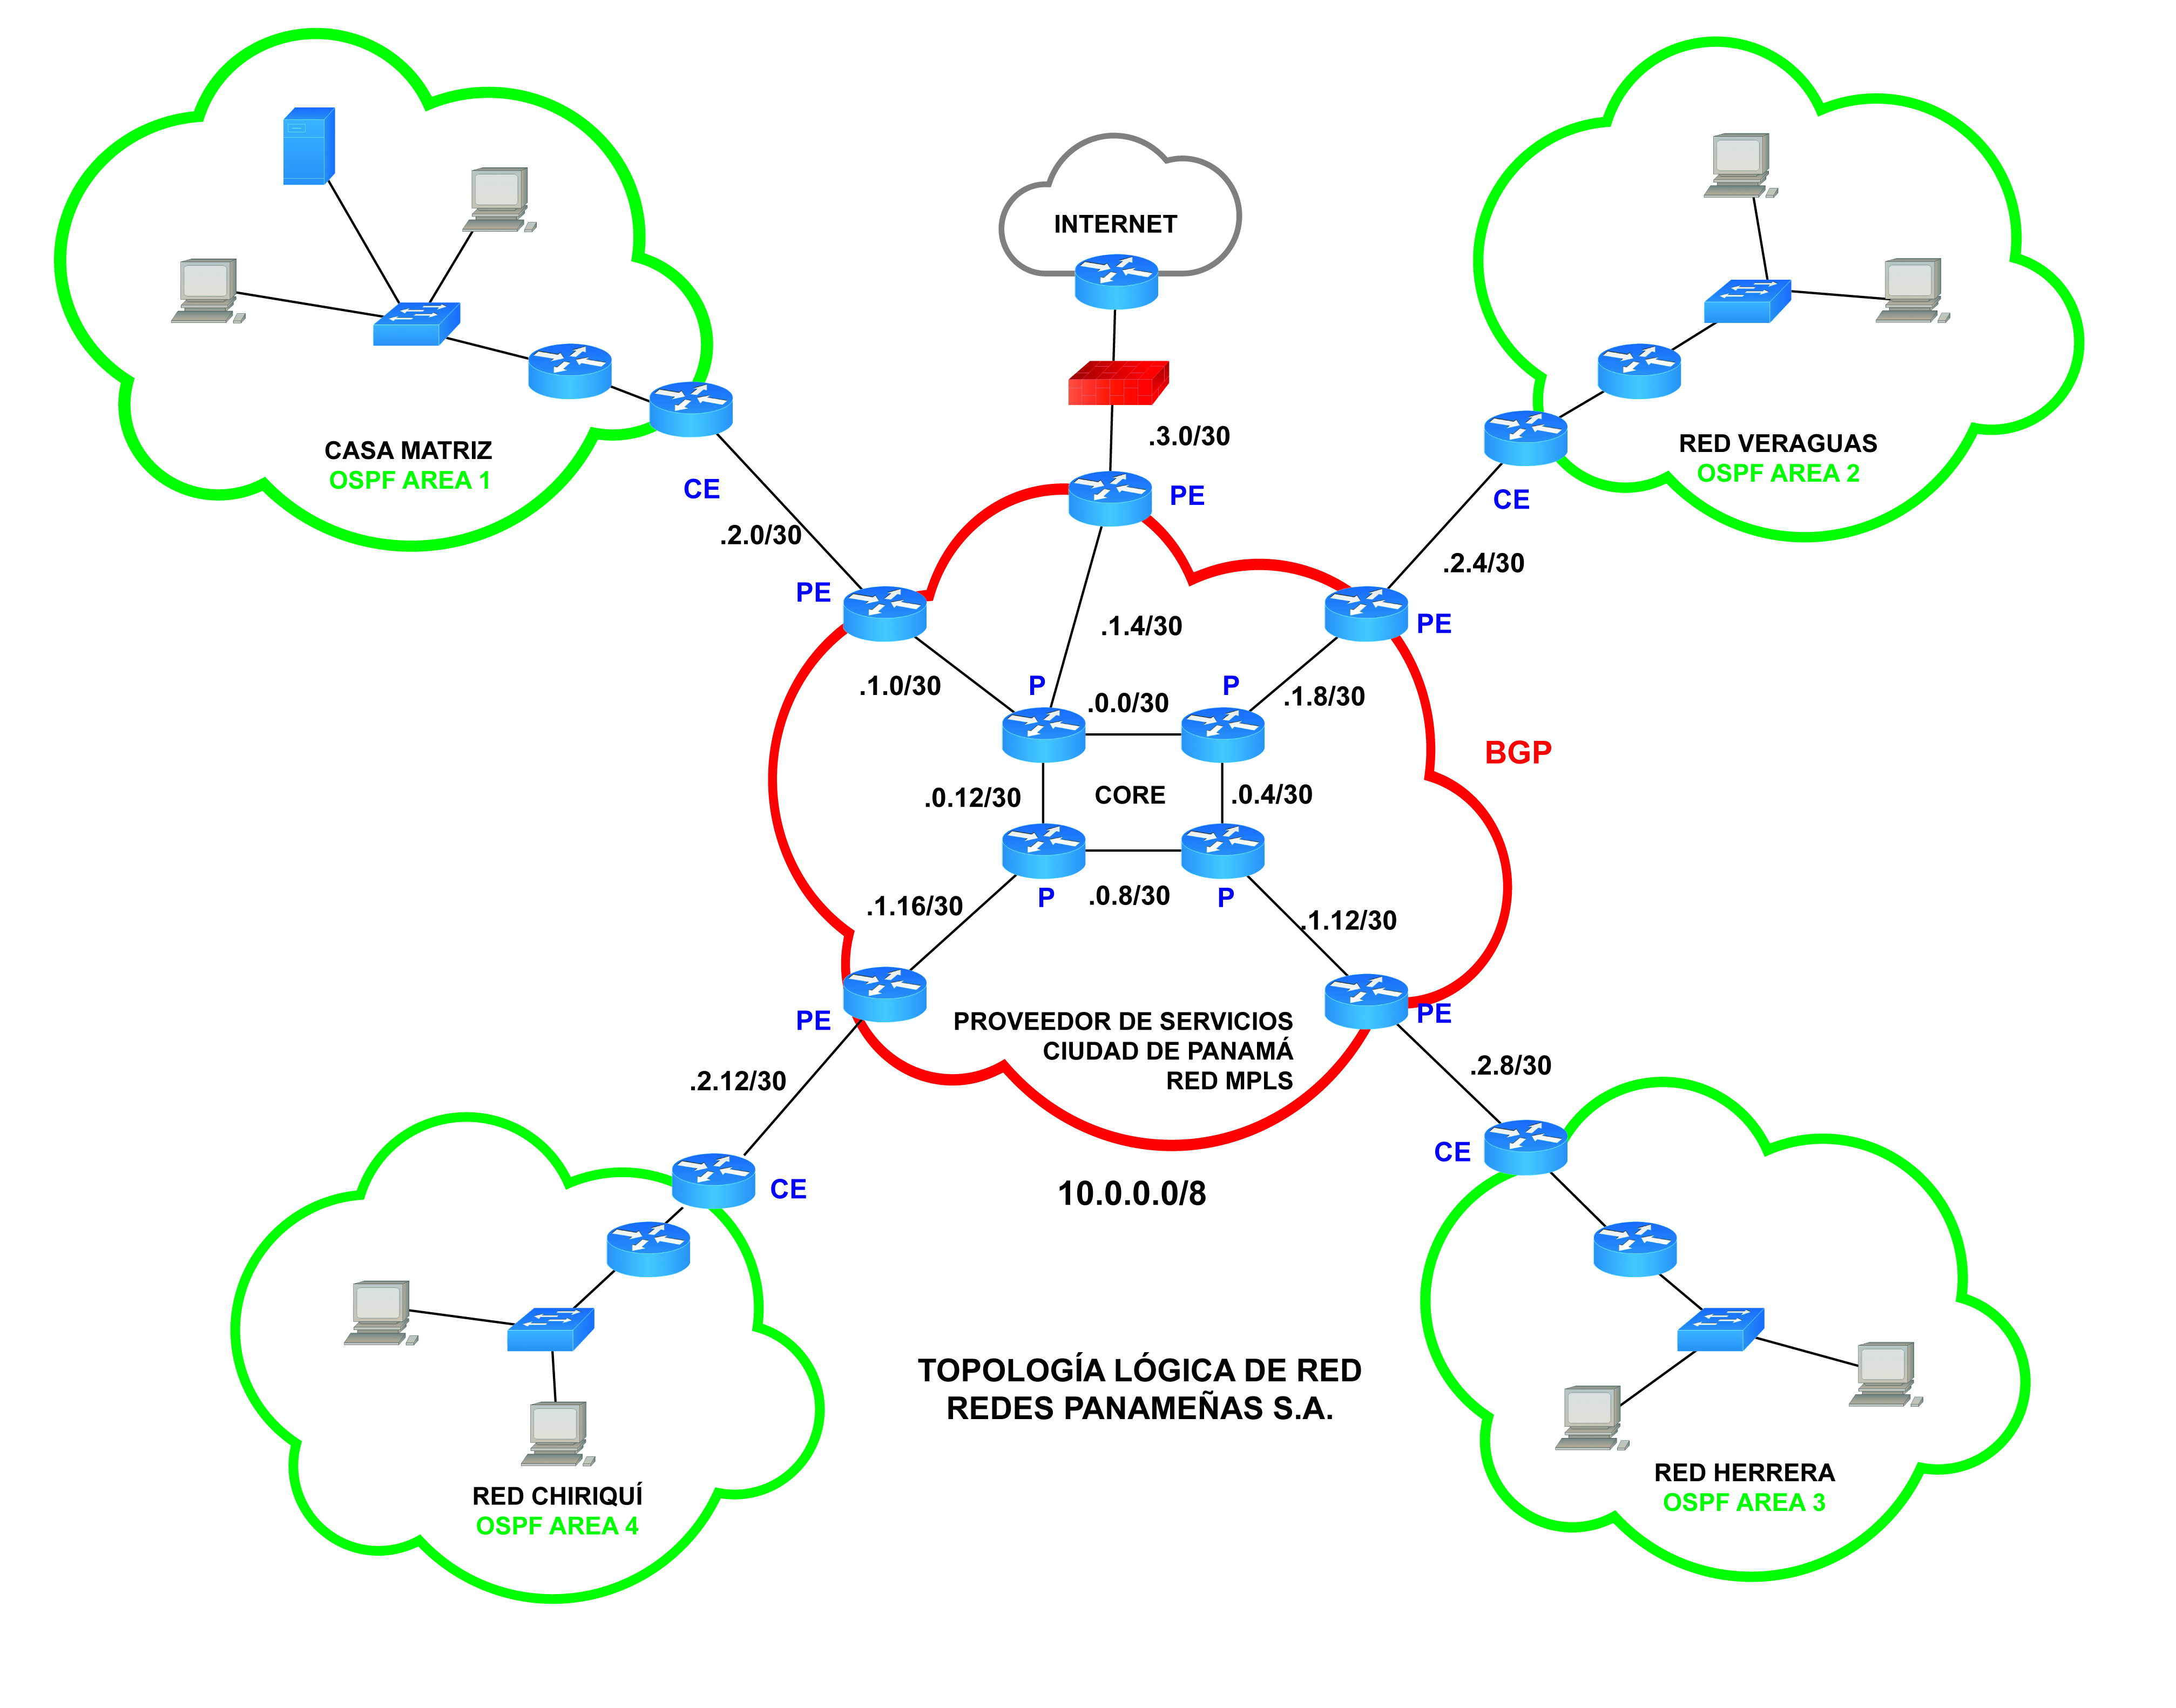 INTERNET
.3.0/30
CASA MATRIZ
OSPF AREA 1
RED VERAGUAS
OSPF AREA 2
CE
PE
CE
.2.0/30
.2.4/30
PE
PE
.1.4/30
.1.0/30
P
.0.0/30
P
.1.8/30
BGP
.0.12/30
CORE
.0.4/30
.1.16/30
P
.0.8/30
P
.1.12/30
PE
PE
PROVEEDOR DE SERVICIOS
CIUDAD DE PANAMÁ
RED MPLS
.2.12/30
.2.8/30
CE
CE
10.0.0.0/8
TOPOLOGÍA LÓGICA DE RED
REDES PANAMEÑAS S.A.
RED CHIRIQUÍ
OSPF AREA 4
RED HERRERA
OSPF AREA 3